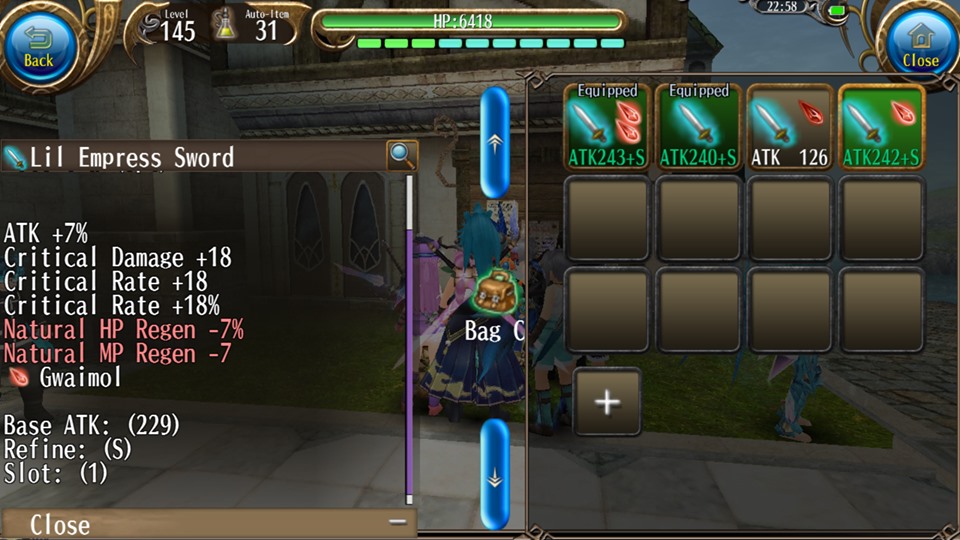 Back
Level
145
Auto-Item
31
HP:6418
22:58
Close
Lil Empress Sword
ATK +7%
Critical Damage +18
Critical Rate +18
Critical Rate +18%
Natural HP Regen -7%
Natural MP Regen -7
Gwaimol
Base ATK: (229)
Refine: (S)
Slot: (1)
Close
Bag C
Equipped
ATK243+S
Equipped
ATK240+S
ATK 126
ATK242+S